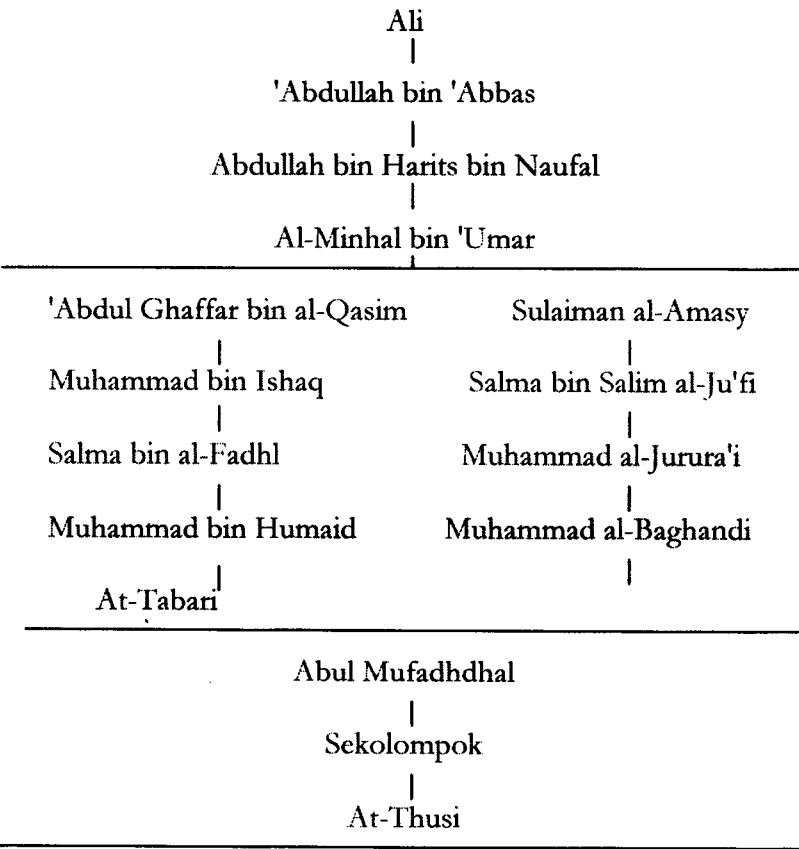 Ali
'Abdullah bin 'Abbas
Abdullah bin Harits bin Naufal
Al-Minhal bin 'Umar
'Abdul Ghaffar bin al-Qasim Sulaiman al-Amasy
Muhammad bin Ishaq Salma bin Salim al-Ju'fi
Salma bin al-Fadhl Muhammad al-Jurura'i
Muhammad bin Humaid Muhammad al-Baghandi
At-Tabari
Abul Mufadhdhal
Sekolompok
At-Thusi